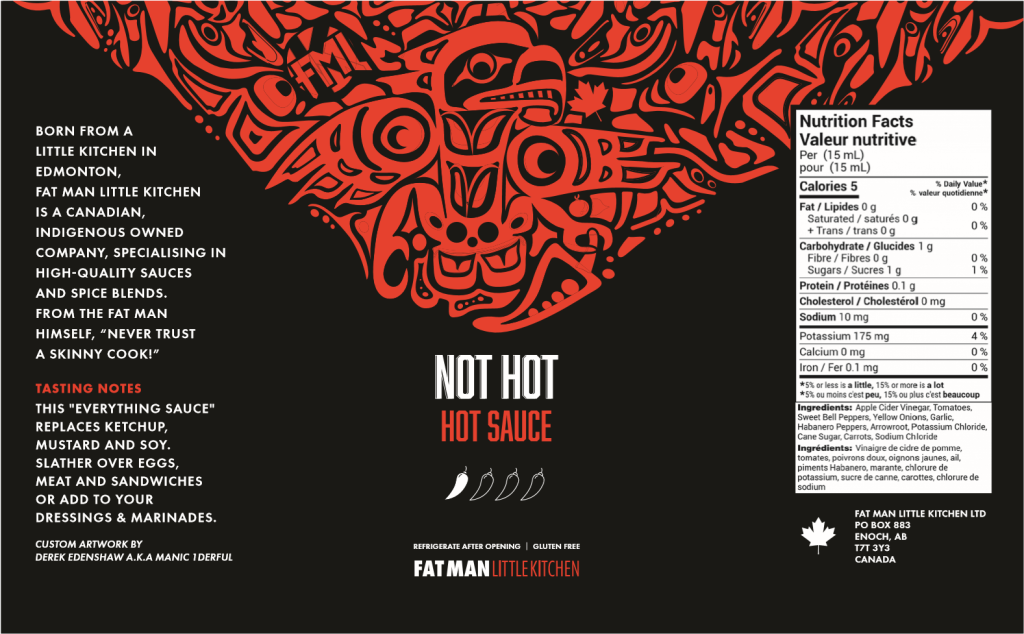 FML
BORN FROM A
LITTLE KITCHEN IN
EDMONTON,
FAT MAN LITTLE KITCHEN
IS A CANADIAN,
INDIGENOUS OWNED
COMPANY, SPECIALISING IN
HIGH-QUALITY SAUCES
AND SPICE BLENDS.
FROM THE FAT MAN
HIMSELF, “NEVER TRUST
A SKINNY COOK!”
TASTING NOTES
THIS "EVERYTHING SAUCE"
REPLACES KETCHUP,
MUSTARD AND SOY.
SLATHER OVER EGGS,
MEAT AND SANDWICHES
OR ADD TO YOUR
DRESSINGS & MARINADES.
CUSTOM ARTWORK BY
DEREK EDENSHAW A.K.A MANIC 1DERFUL
NOT HOT
HOT SAUCE
REFRIGERATE AFTER OPENING | GLUTEN FREE
FAT MAN LITTLE KITCHEN
Nutrition Facts
Valeur nutritive
Per (15 mL)
pour (15 mL)
Calories 5 % Daily Value*
% valeur quotidienne*
Fat / Lipides 0 g 0 %
Saturated / saturés 0 g
+ Trans / trans 0 g 0 %
Carbohydrate / Glucides 1 g
Fibre / Fibres 0 g 0 %
Sugars / Sucres 1 g 1 %
Protein / Protéines 0.1 g
Cholesterol / Cholestérol 0 mg
Sodium 10 mg 0 %
Potassium 175 mg 4 %
Calcium 0 mg 0 %
Iron / Fer 0.1 mg 0 %
*5% or less is a little, 15% or more is a lot
*5% ou moins c'est peu, 15% ou plus c'est beaucoup
Ingredients: Apple Cider Vinegar, Tomatoes,
Sweet Bell Peppers, Yellow Onions, Garlic,
Habanero Peppers, Arrowroot, Potassium Chloride,
Cane Sugar, Carrots, Sodium Chloride
Ingrédients: Vinaigre de cidre de pomme,
tomates, poivrons doux, oignons jaunes, ail,
piments Habanero, marante, chlorure de
potassium, sucre de canne, carottes, chlorure de
sodium
FAT MAN LITTLE KITCHEN LTD
PO BOX 883
ENOCH, AB
T7T 3Y3
CANADA